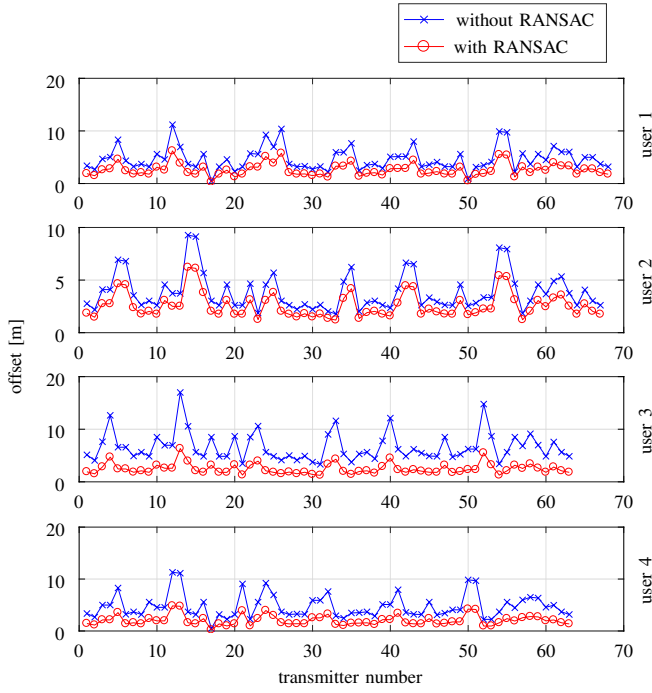 without RANSAC
with RANSAC
20
10
0
0 10 20 30 40 50 60 70
user 1
10
5
0
0 10 20 30 40 50 60 70
user 2
offset [m]
20
10
0
0 10 20 30 40 50 60 70
user 3
20
10
0
0 10 20 30 40 50 60 70
user 4
transmitter number